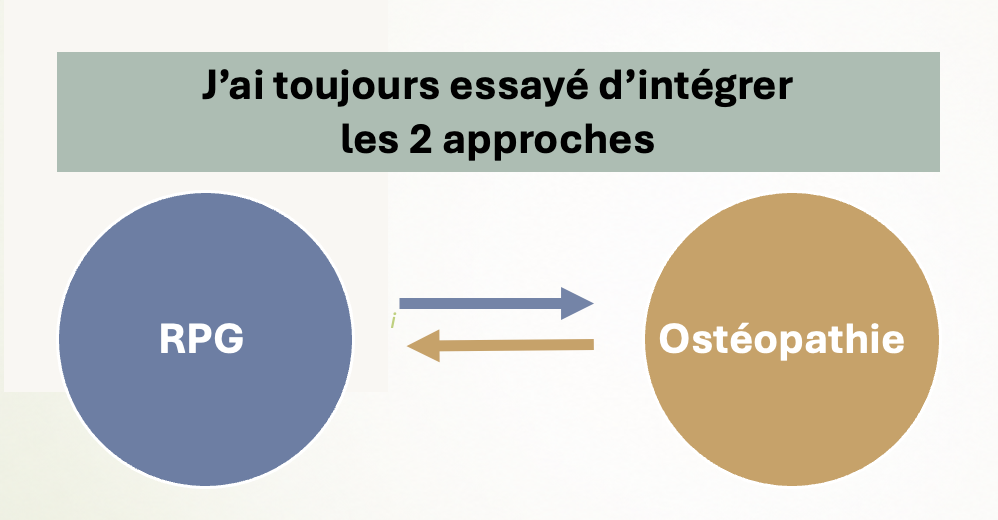 J’ai toujours essayé d’intégrer
les 2 approches
RPG
i
Ostéopathie